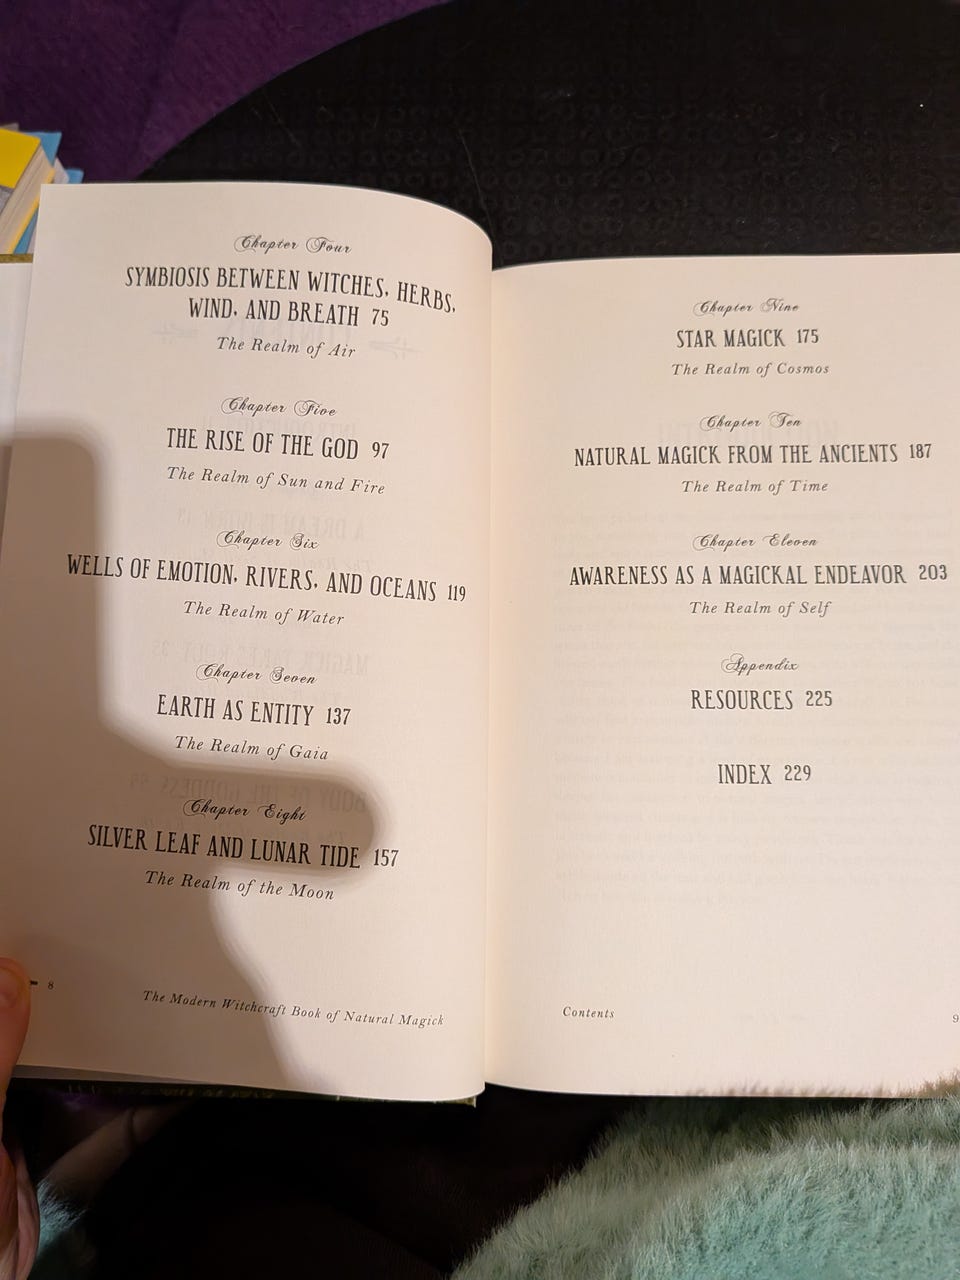 Chapter Four
SYMBIOSIS BETWEEN WITCHES, HERBS,
WIND, AND BREATH 75
The Realm of Air
Chapter Five
THE RISE OF THE GOD 97
The Realm of Sun and Fire
Chapter Six
WELLS OF EMOTION, RIVERS, AND OCEANS 119
The Realm of Water
Chapter Seven
EARTH AS ENTITY 137
The Realm of Gaia
Chapter Eight
SILVER LEAF AND LUNAR TIDE 157
The Realm of the Moon
8
The Modern Witchcraft Book of Natural Magick
Chapter Nine
STAR MAGICK 175
The Realm of Cosmos
Chapter Ten
NATURAL MAGICK FROM THE ANCIENTS 187
The Realm of Time
Chapter Eleven
AWARENESS AS A MAGICKAL ENDEAVOR 203
The Realm of Self
Appendix
RESOURCES 225
INDEX 229
Contents
9